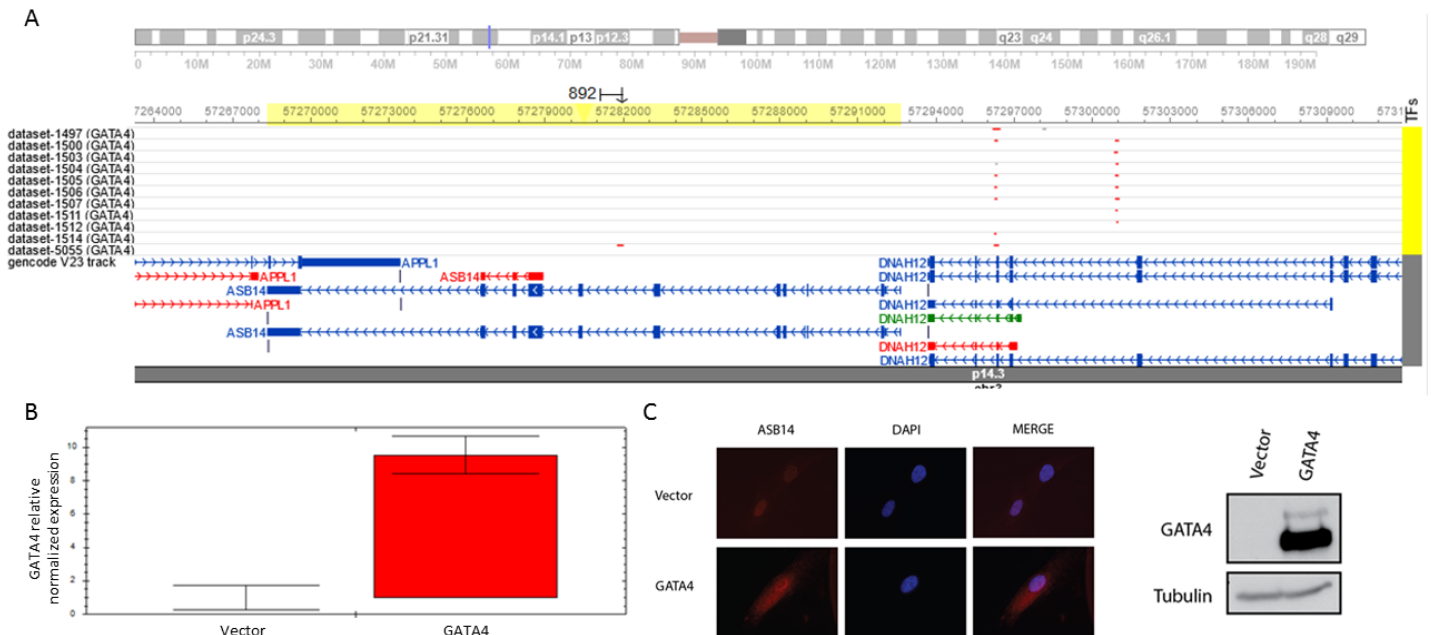 A
p24.3 p21.31 p14.1 p13 p12.3 q23 q24 q26.1 q28 q29
0 10M 20M 30M 40M 50M 60M 70M 80M 90M 100M 110M 120M 130M 140M 150M 160M 170M 180M 190M
892
57264000 57267000 57270000 57273000 57276000 57279000 57282000 57285000 57288000 57291000 57294000 57297000 57300000 57303000 57306000 57309000 5731
TFs
dataset-1497 (GATA4)
dataset-1500 (GATA4)
dataset-1503 (GATA4)
dataset-1504 (GATA4)
dataset-1505 (GATA4)
dataset-1506 (GATA4)
dataset-1507 (GATA4)
dataset-1511 (GATA4)
dataset-1512 (GATA4)
dataset-1514 (GATA4)
dataset-5055 (GATA4)
gencode V23 track APPL1 DNAH12
APPL1 ASB14 DNAH12
ASB14
APPL1 DNAH12
DNAH12
ASB14
DNAH12
DNAH12
p14.3
B
GATA4 relative
normalized expression
10
8
6
4
2
0
Vector GATA4
C
ASB14 DAPI MERGE
Vector
GATA4
Vector GATA4
GATA4
Tubulin